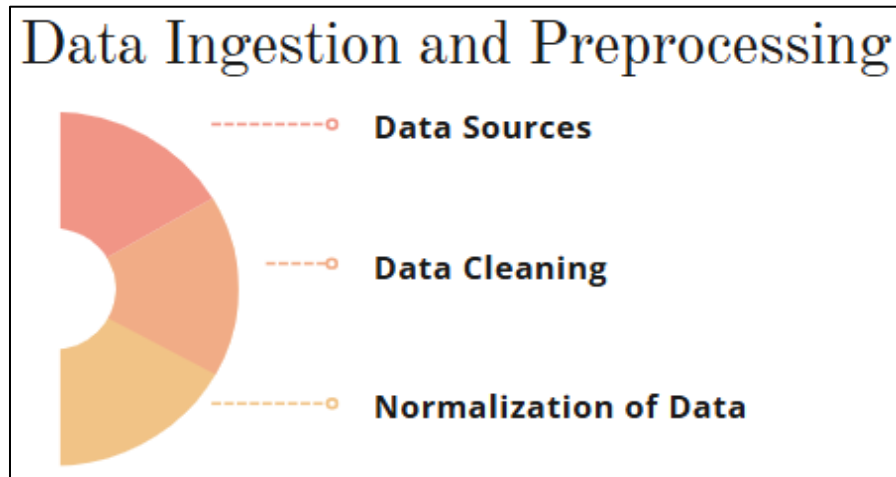 Data Ingestion and Preprocessing
Data Sources
Data Cleaning
Normalization of Data